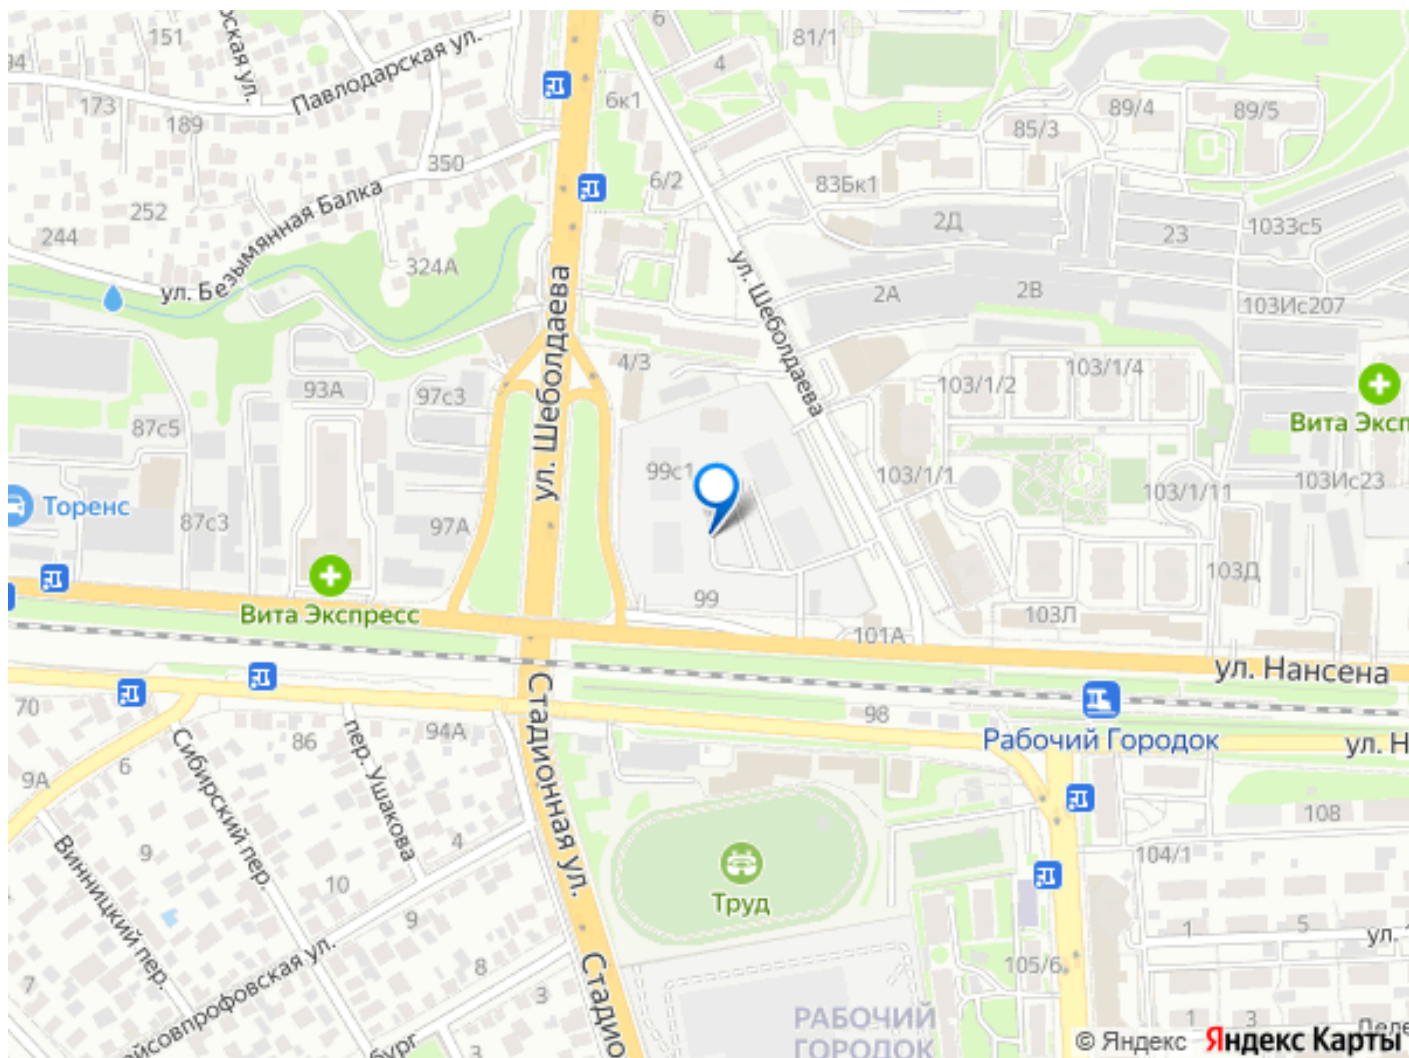 6
81/1
151
Павлодарская ул.
4
94
173
6к1
89/4
89/5
189
85/3
350
6/2
83Бк1
252
2Д
23
103с5
244
ул. Безымянная Балка
324А
ул. Шеболдаева
ул. Шеболдаева
2А
2В
103Ис207
4/3
93А
97с3
103/1/2
103/1/4
Вита Эксп
87с5
99с1
103/1/1
103/1/11
103Ис23
Торенс
87с3
97А
103Д
Вита Экспресс
99
103Л
101А
ул. Нансена
70
86
94А
98
Рабочий Городок
ул. Н
9А
6
Сибирский пер.
пер. Ушакова
Стадионная ул.
108
9
4
104/1
Винницкий пер.
10
Труд
9
1
5
ул.
7
8
105/6
3
РАБОЧИЙ
ГОРОДОК
1
3
3
© Яндекс Яндекс Карты